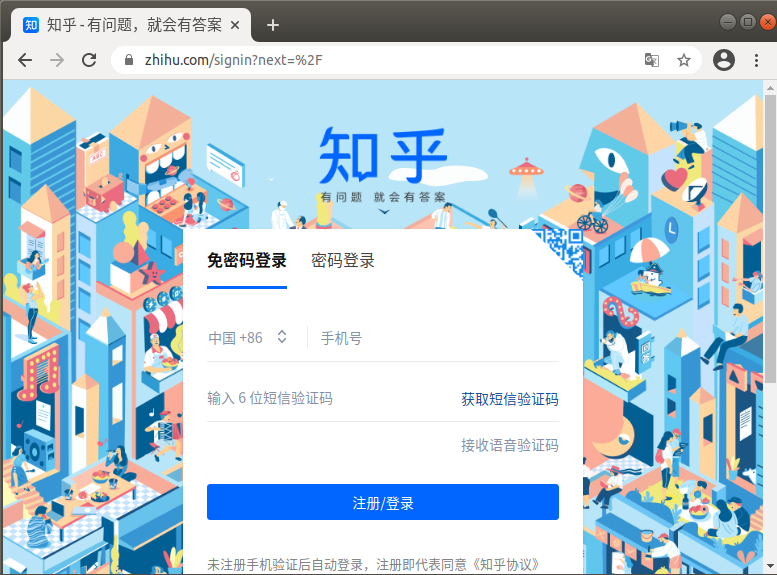 知 知乎 - 有问题，就会有答案
zhihu.com/signin?next=%2F
知乎
有问题 就会有答案
免密码登录 密码登录
中国 +86 手机号
输入 6 位短信验证码 获取短信验证码
接收语音验证码
注册/登录
未注册手机验证后自动登录，注册即代表同意《知乎协议》